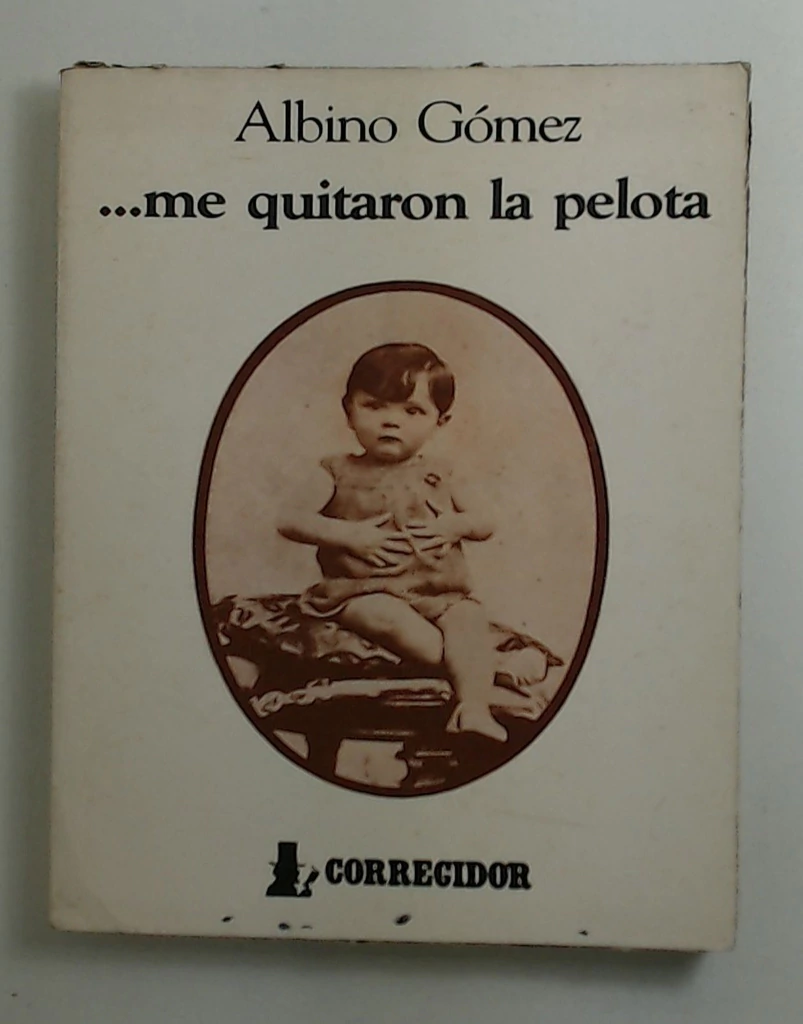 Albino Gómez
...me quitaron la pelota
CORREGIDOR